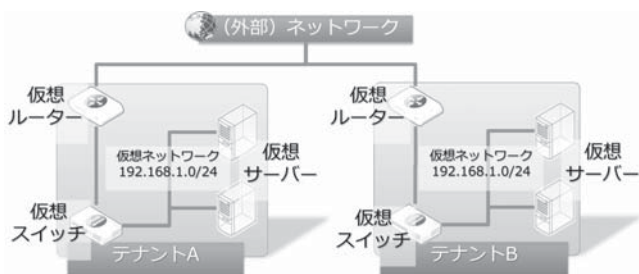 (外部) ネットワーク
仮想
ルーター
仮想ネットワーク
192.168.1.0/24
仮想
サーバー
仮想
スイッチ
テナントA
仮想
ルーター
仮想ネットワーク
192.168.1.0/24
仮想
サーバー
仮想
スイッチ
テナントB